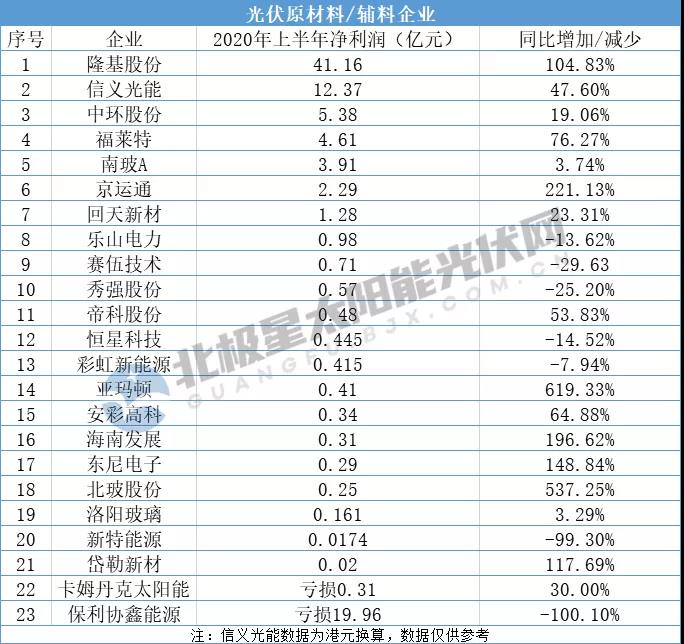 光伏原材料/辅料企业
序号 企业 2020年上半年净利润（亿元） 同比增加/减少
1 隆基股份 41.16 104.83%
2 信义光能 12.37 47.60%
3 中环股份 5.38 19.06%
4 福莱特 4.61 76.27%
5 南玻A 3.91 3.74%
6 京运通 2.29 221.13%
7 回天新材 1.28 23.31%
8 乐山电力 0.98 -13.62%
9 赛伍技术 0.71 -29.63
10 秀强股份 0.57 -25.20%
11 帝科股份 0.48 53.83%
12 恒星科技 0.445 -14.52%
13 彩虹新能源 0.415 -7.94%
14 亚玛顿 0.41 619.33%
15 安彩高科 0.34 64.88%
16 海南发展 0.31 196.62%
17 东尼电子 0.29 148.84%
18 北玻股份 0.25 537.25%
19 洛阳玻璃 0.161 3.29%
20 新特能源 0.0174 -99.30%
21 岱勒新材 0.02 117.69%
22 卡姆丹克太阳能 亏损0.31 30.00%
23 保利协鑫能源 亏损19.96 -100.10%
注：信义光能数据为港元换算，数据仅供参考
北极星太阳能光伏网
GUANGFU.BJX.COM.CN